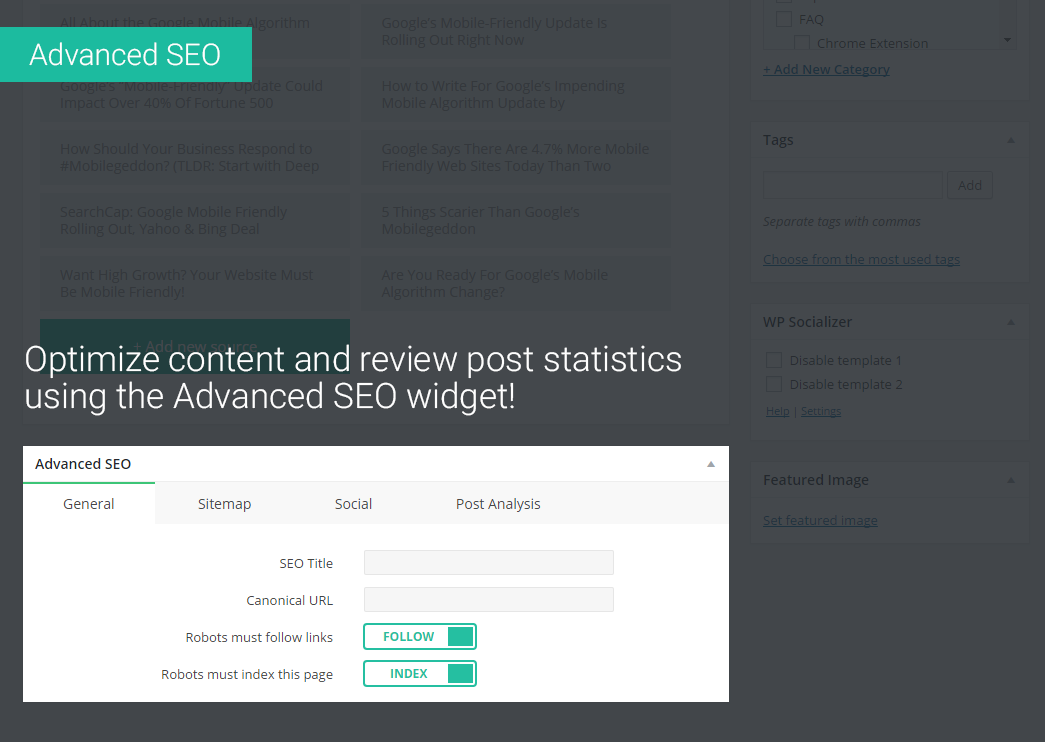 All About the Google Mobile Algorithm
Google's Mobile-Friendly Update is
Rolling Out Right Now
Advanced SEO
Google's "Mobile-Friendly" Update Could
Impact Over 40% Of Fortune 500
How to Write For Google's Impending
Mobile Algorithm Update by
How Should Your Business Respond to
#Mobilegeddon? (TLDR: Start with Deep
Google Says There Are 4.7% More Mobile
Friendly Web Sites Today Than Two
SearchCap: Google Mobile Friendly
Rolling Out, Yahoo & Bing Deal
5 Things Scarier Than Google's
Mobilegeddon
Want High Growth? Your Website Must
Be Mobile Friendly!
Are You Ready For Google's Mobile
Algorithm Change?
+ Add new source
Optimize content and review post statistics
using the Advanced SEO widget!
Advanced SEO
General
Sitemap
Social
Post Analysis
SEO Title
Canonical URL
Robots must follow links
FOLLOW
Robots must index this page
INDEX
FAQ
Chrome Extension
+ Add New Category
Tags
Add
Separate tags with commas
Choose from the most used tags
WP Socializer
Disable template 1
Disable template 2
Help | Settings
Featured Image
Set featured image